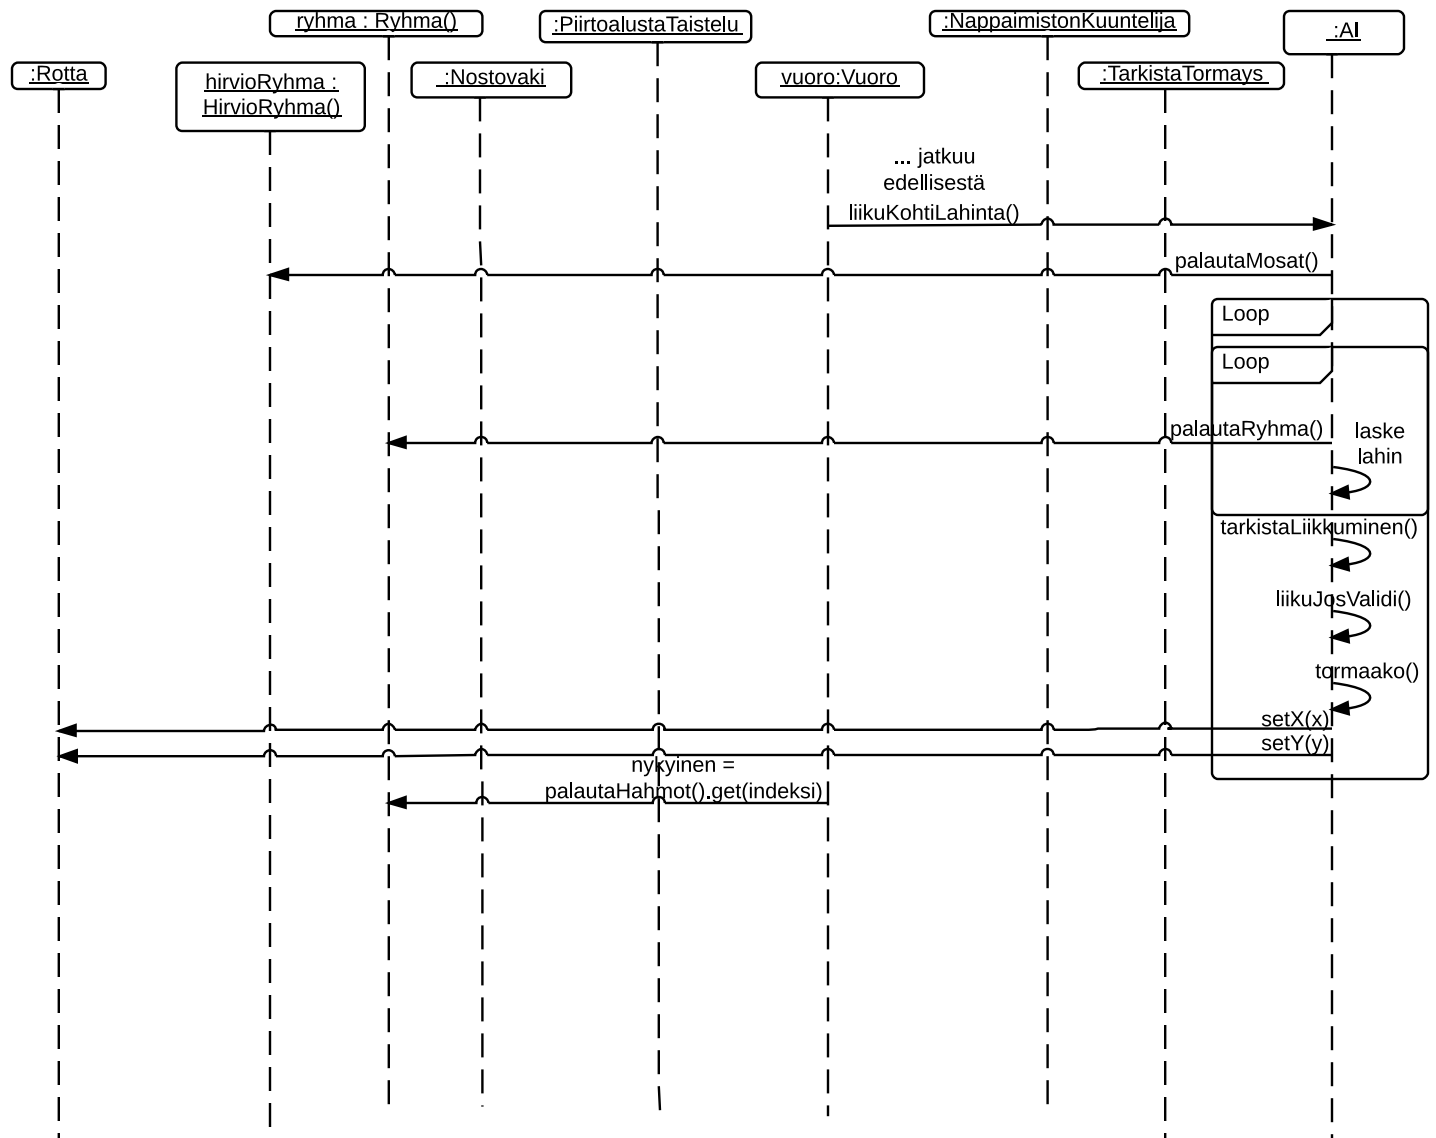 ryhma : Ryhma()
:PiirtoalustaTaistelu
:NappaimistonKuuntelija
:AI
:Rotta
hirvioRyhma :
HirvioRyhma()
:Nostovaki
vuoro:Vuoro
:TarkistaTormays
... jatkuu
edellisestä
liikuKohtiLahinta()
palautaMosat()
Loop
Loop
palautaRyhma()
laske
lahin
tarkistaLiikkuminen()
liikuJosValidi()
tormaako()
setX(x)
setY(y)
nykyinen =
palautaHahmot().get(indeksi)